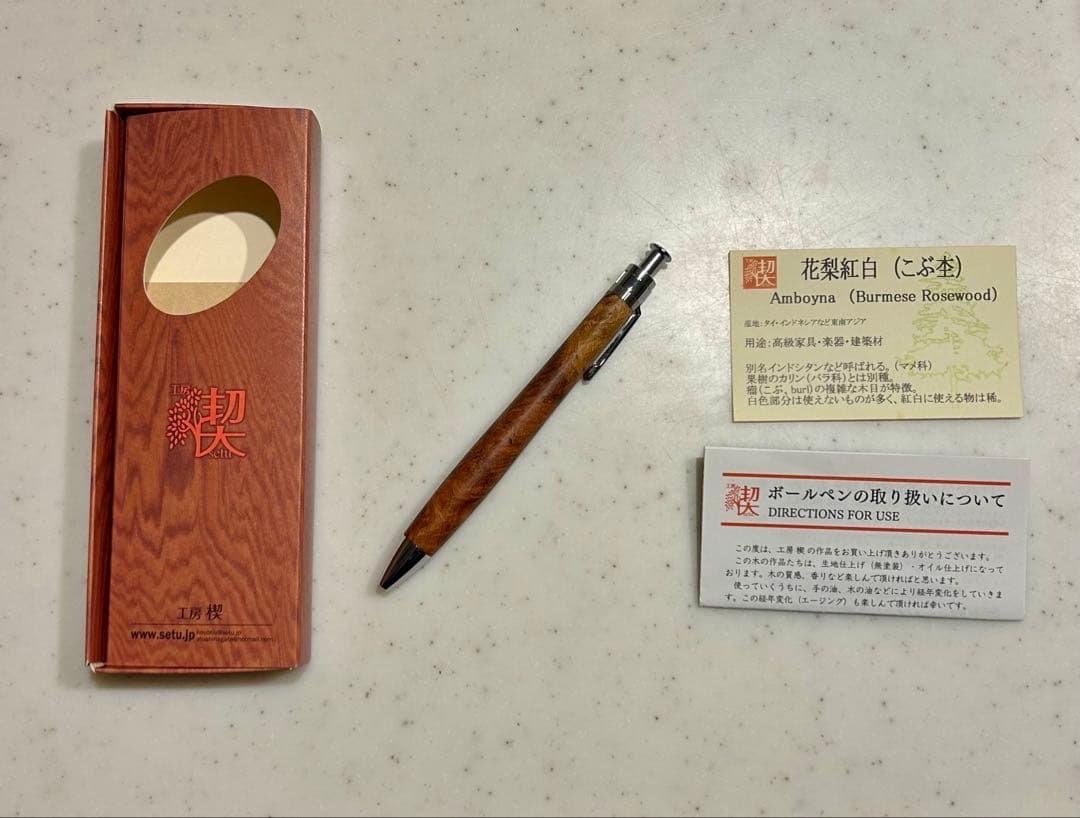 工房
楔
setu
工房 楔
www.setu.jp
楔
花梨紅白（こぶ杢）
Amboyna （Burmese Rosewood）
産地：タイ・インドネシアなど東南アジア
用途：高級家具・楽器・建築材
別名インドシタンなど呼ばれる。（マメ科）
果樹のカリン（バラ科）とは別種。
瘤（こぶ、burl）の複雑な木目が特徴。
白色部分は使えないものが多く、紅白に使える物は稀。
工房
楔
ボールペンの取り扱いについて
DIRECTIONS FOR USE
この度は、工房 楔 の作品をお買い上げ頂きありがとうございます。
この木の作品たちは、生地仕上げ（無塗装）・オイル仕上げになって
おります。木の質感、香りなど楽しんで頂ければと思います。
使っていくうちに、手の油、木の油などにより経年変化をしていきま
す。この経年変化（エージング）も楽しんで頂ければ幸いです。